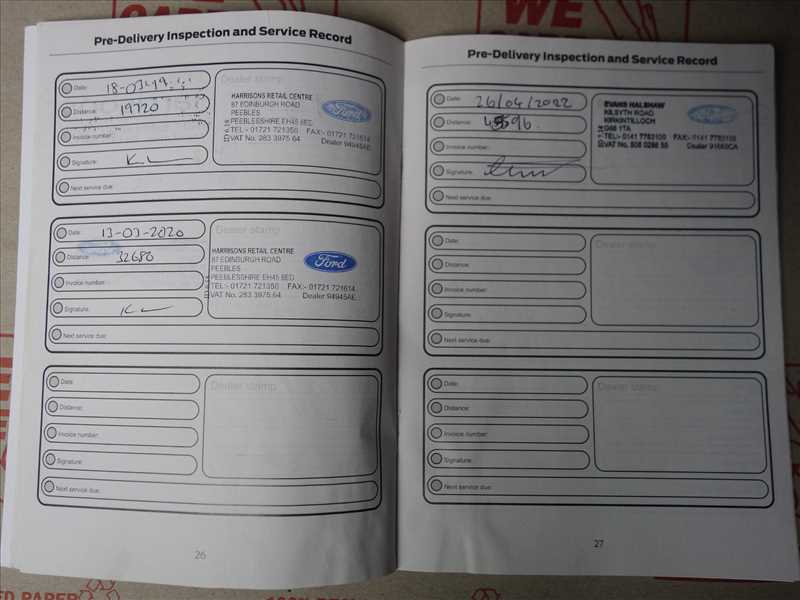 Pre-Delivery Inspection and Service Record
Date:
Distance: 19720
Invoice number:
Signature:
Next service due:
Dealer stamp
HARRISONS RETAIL CENTRE
87 EDINBURGH ROAD
PEEBLES
PEEBLESSHIRE EH45 8ED
TEL:- 01721 721350 FAX:- 01721 721614
VAT No. 283 3975 64 Dealer 94945AE
Ford
Date: 13-03-2020
Distance: 32680
Invoice number:
Signature:
Next service due:
Dealer stamp
HARRISONS RETAIL CENTRE
87 EDINBURGH ROAD
PEEBLES
PEEBLESSHIRE EH45 8ED
TEL:- 01721 721350 FAX:- 01721 721614
VAT No. 283 3975 64 Dealer 94945AE
Ford
Date:
Distance:
Invoice number:
Signature:
Next service due:
Dealer stamp
26
Pre-Delivery Inspection and Service Record
Date: 26/04/2022
Distance:
Invoice number:
Signature:
Next service due:
EVANS HALSHAW
KILSYTH ROAD
KIRKINTILLOCH
G66 1TA
Date:
Distance:
Invoice number:
Signature:
Next service due:
Dealer stamp
Date:
Distance:
Invoice number:
Signature:
Next service due:
Dealer stamp
27
WE